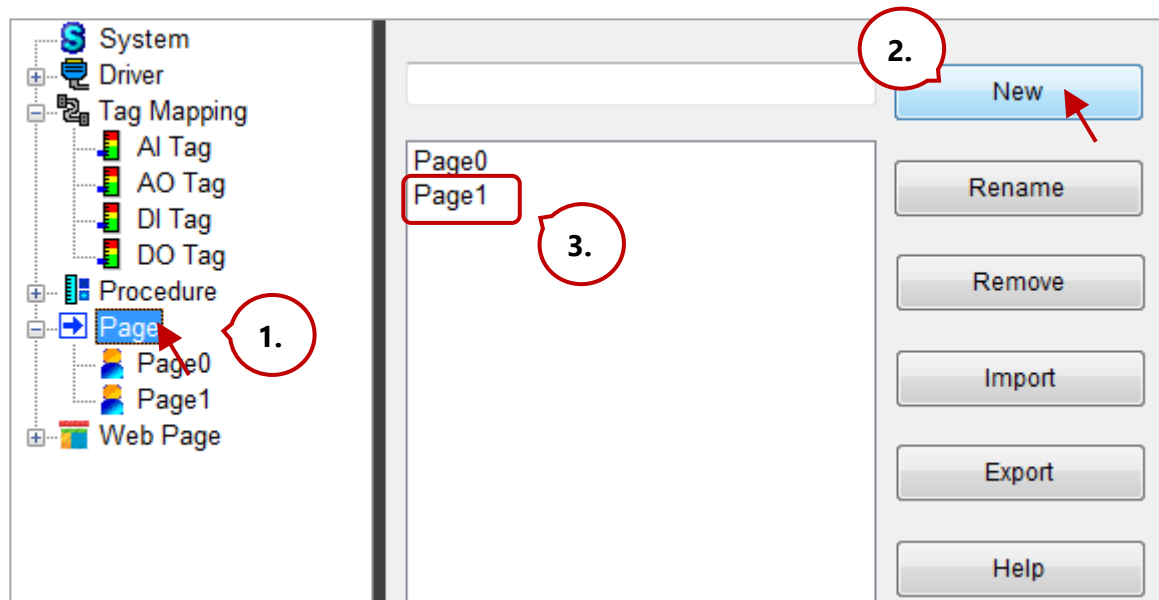 System
Driver
Tag Mapping
AI Tag
AO Tag
DI Tag
DO Tag
Procedure
Page
Page0
Page1
Web Page
1.
2.
New
Page0
Page1
3.
Rename
Remove
Import
Export
Help